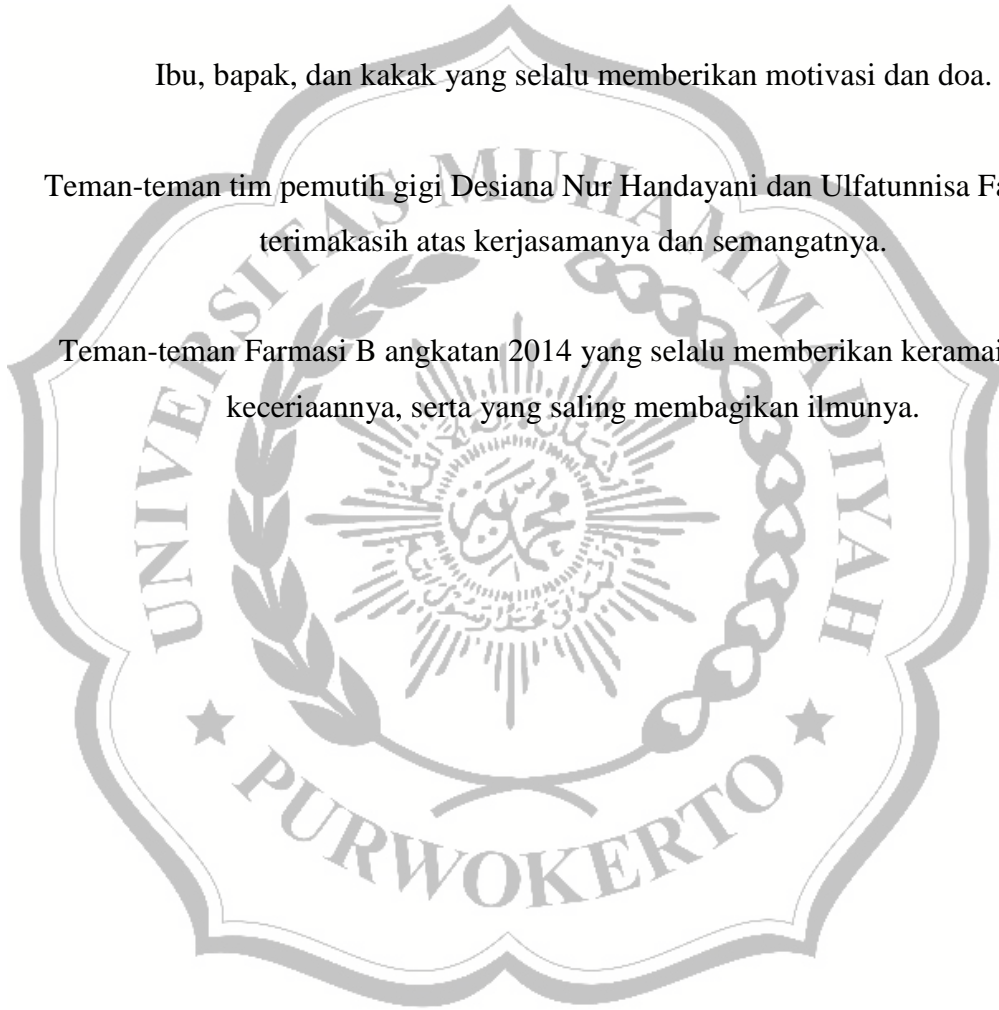 Ibu, bapak, dan kakak yang selalu memberikan motivasi dan doa.
Teman-teman tim pemutih gigi Desiana Nur Handayani dan Ulfatunnisa
terimakasih atas kerjasamanya dan semangatnya.
Teman-teman Farmasi B angkatan 2014 yang selalu memberikan
keceriaannya, serta yang saling membagikan ilmunya.
UNIVERSITAS MUHAMMADIYAH
PURWOKERTO